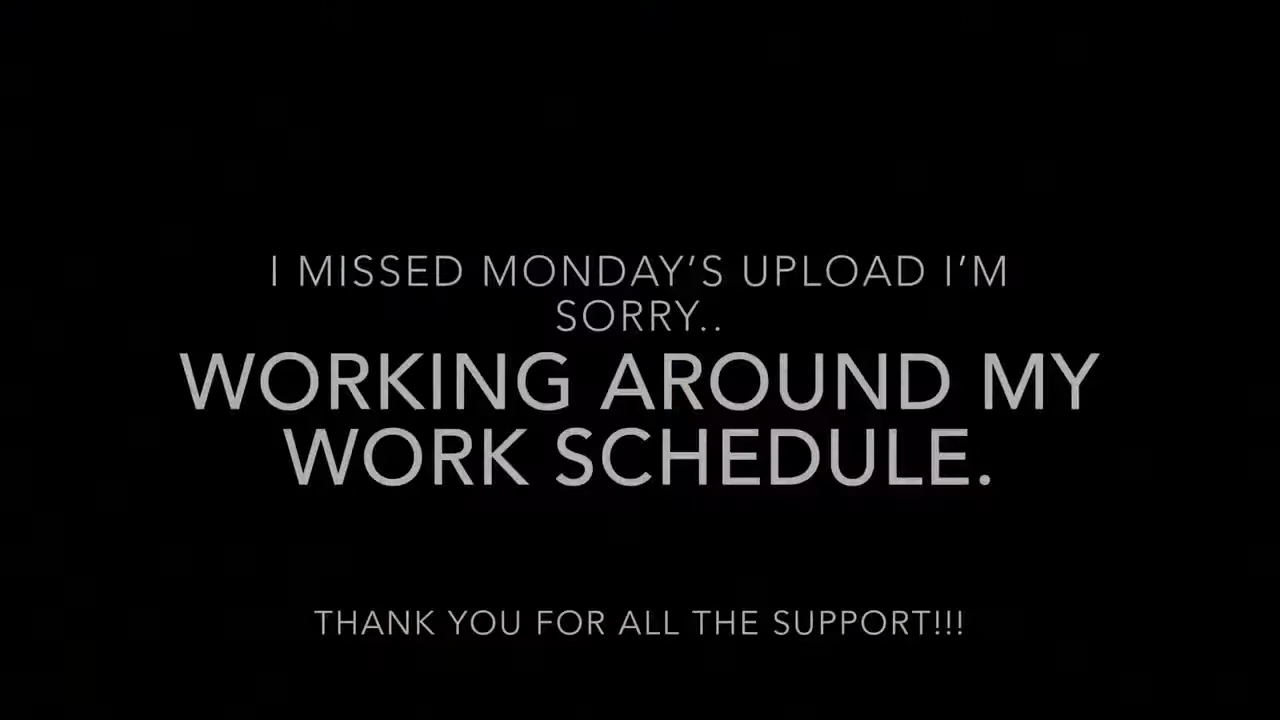 I MISSED MONDAY’S UPLOAD I’M
SORRY..
WORKING AROUND MY
WORK SCHEDULE.
THANK YOU FOR ALL THE SUPPORT!!!